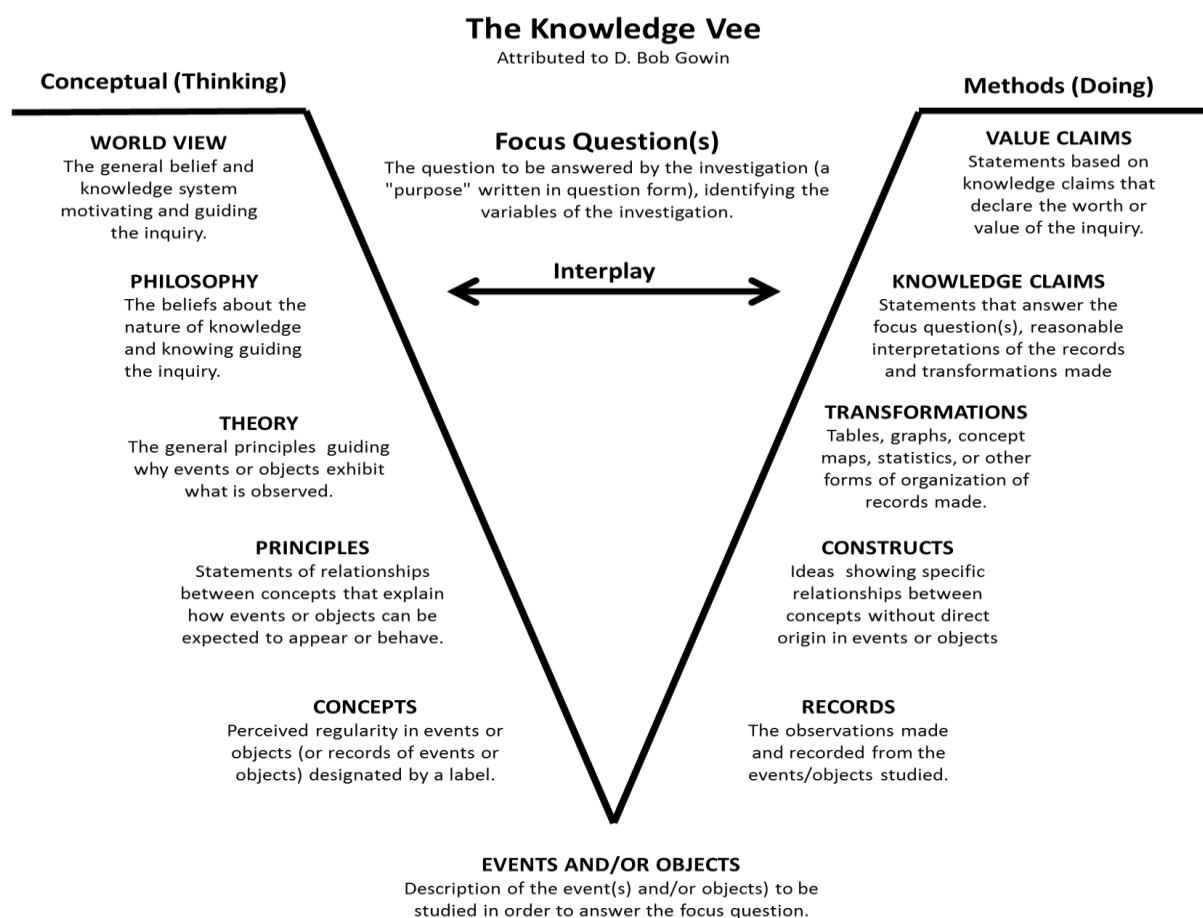 The Knowledge Vee
Attributed to D. Bob Gowin
Conceptual (Thinking)
Methods (Doing)
WORLD VIEW
The general belief and
knowledge system
motivating and guiding
the inquiry.
PHILOSOPHY
The beliefs about the
nature of knowledge
and knowing guiding
the inquiry.
THEORY
The general principles guiding
why events or objects exhibit
what is observed.
PRINCIPLES
Statements of relationships
between concepts that explain
how events or objects can be
expected to appear or behave.
CONCEPTS
Perceived regularity in events or
objects (or records of events or
objects) designated by a label.
Focus Question(s)
The question to be answered by the investigation (a
"purpose" written in question form), identifying the
variables of the investigation.
Interplay
VALUE CLAIMS
Statements based on
knowledge claims that
declare the worth or
value of the inquiry.
KNOWLEDGE CLAIMS
Statements that answer the
focus question(s), reasonable
interpretations of the records
and transformations made
TRANSFORMATIONS
Tables, graphs, concept
maps, statistics, or other
forms of organization of
records made.
CONSTRUCTS
Ideas showing specific
relationships between
concepts without direct
origin in events or objects
RECORDS
The observations made
and recorded from the
events/objects studied.
EVENTS AND/OR OBJECTS
Description of the event(s) and/or objects) to be
studied in order to answer the focus question.